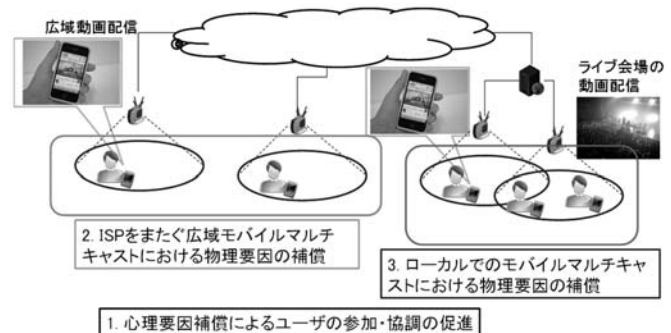 広域動画配信
ライブ会場の
動画配信
2. ISPをまたぐ広域モバイルマルチ
キャストにおける物理要因の補償
3. ローカルでのモバイルマルチキャ
ストにおける物理要因の補償
1. 心理要因補償によるユーザの参加・協調の促進